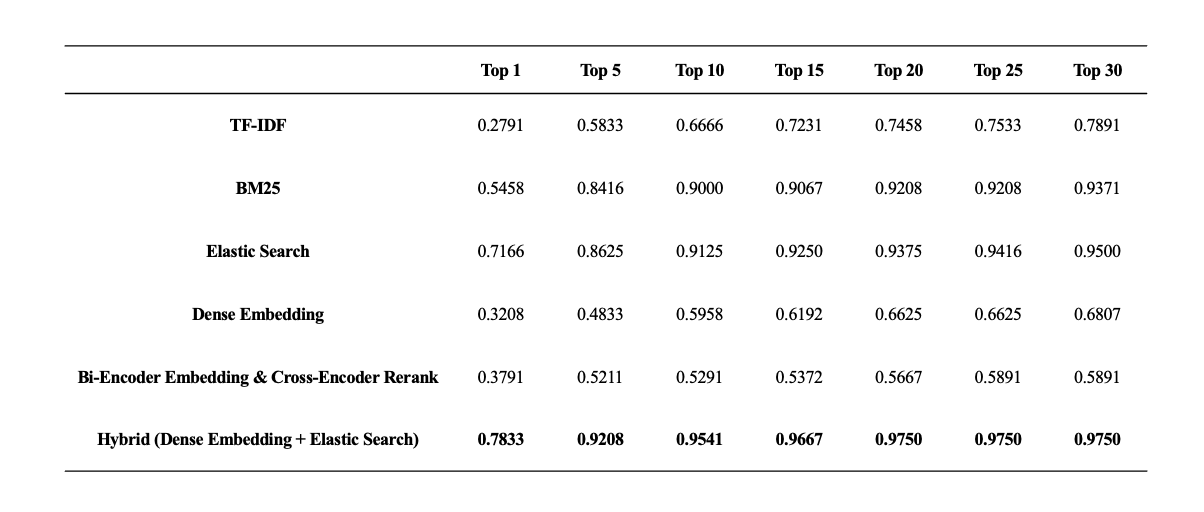 Top 1 Top 5 Top 10 Top 15 Top 20 Top 25 Top 30
TF-IDF 0.2791 0.5833 0.6666 0.7231 0.7458 0.7533 0.7891
BM25 0.5458 0.8416 0.9000 0.9067 0.9208 0.9208 0.9371
Elastic Search 0.7166 0.8625 0.9125 0.9250 0.9375 0.9416 0.9500
Dense Embedding 0.3208 0.4833 0.5958 0.6192 0.6625 0.6625 0.6807
Bi-Encoder Embedding & Cross-Encoder Rerank 0.3791 0.5211 0.5291 0.5372 0.5667 0.5891 0.5891
Hybrid (Dense Embedding + Elastic Search) 0.7833 0.9208 0.9541 0.9667 0.9750 0.9750 0.9750